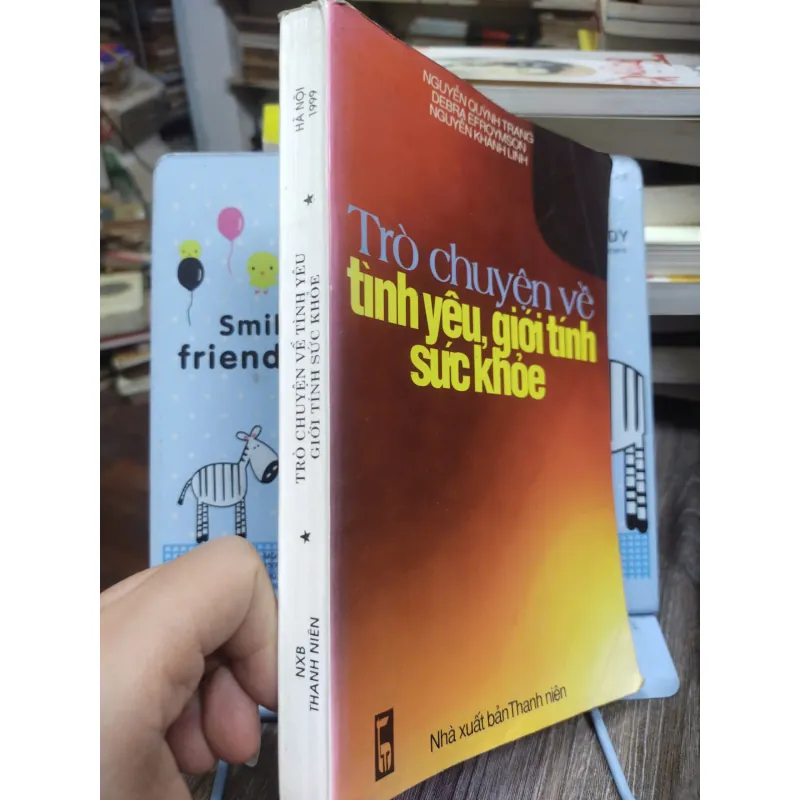 NGUYỄN QUỲNH TRANG
DEBRA EFROYMSON
NGUYỄN KHÁNH LINH
Trò chuyện về
tình yêu, giới tính
sức khỏe
Nhà xuất bản Thanh niên
HÀ NỘI
1999
TRÒ CHUYỆN VỀ TÌNH YÊU
GIỚI TÍNH SỨC KHỎE
NXB
THANH NIÊN
Smil
friend
DY